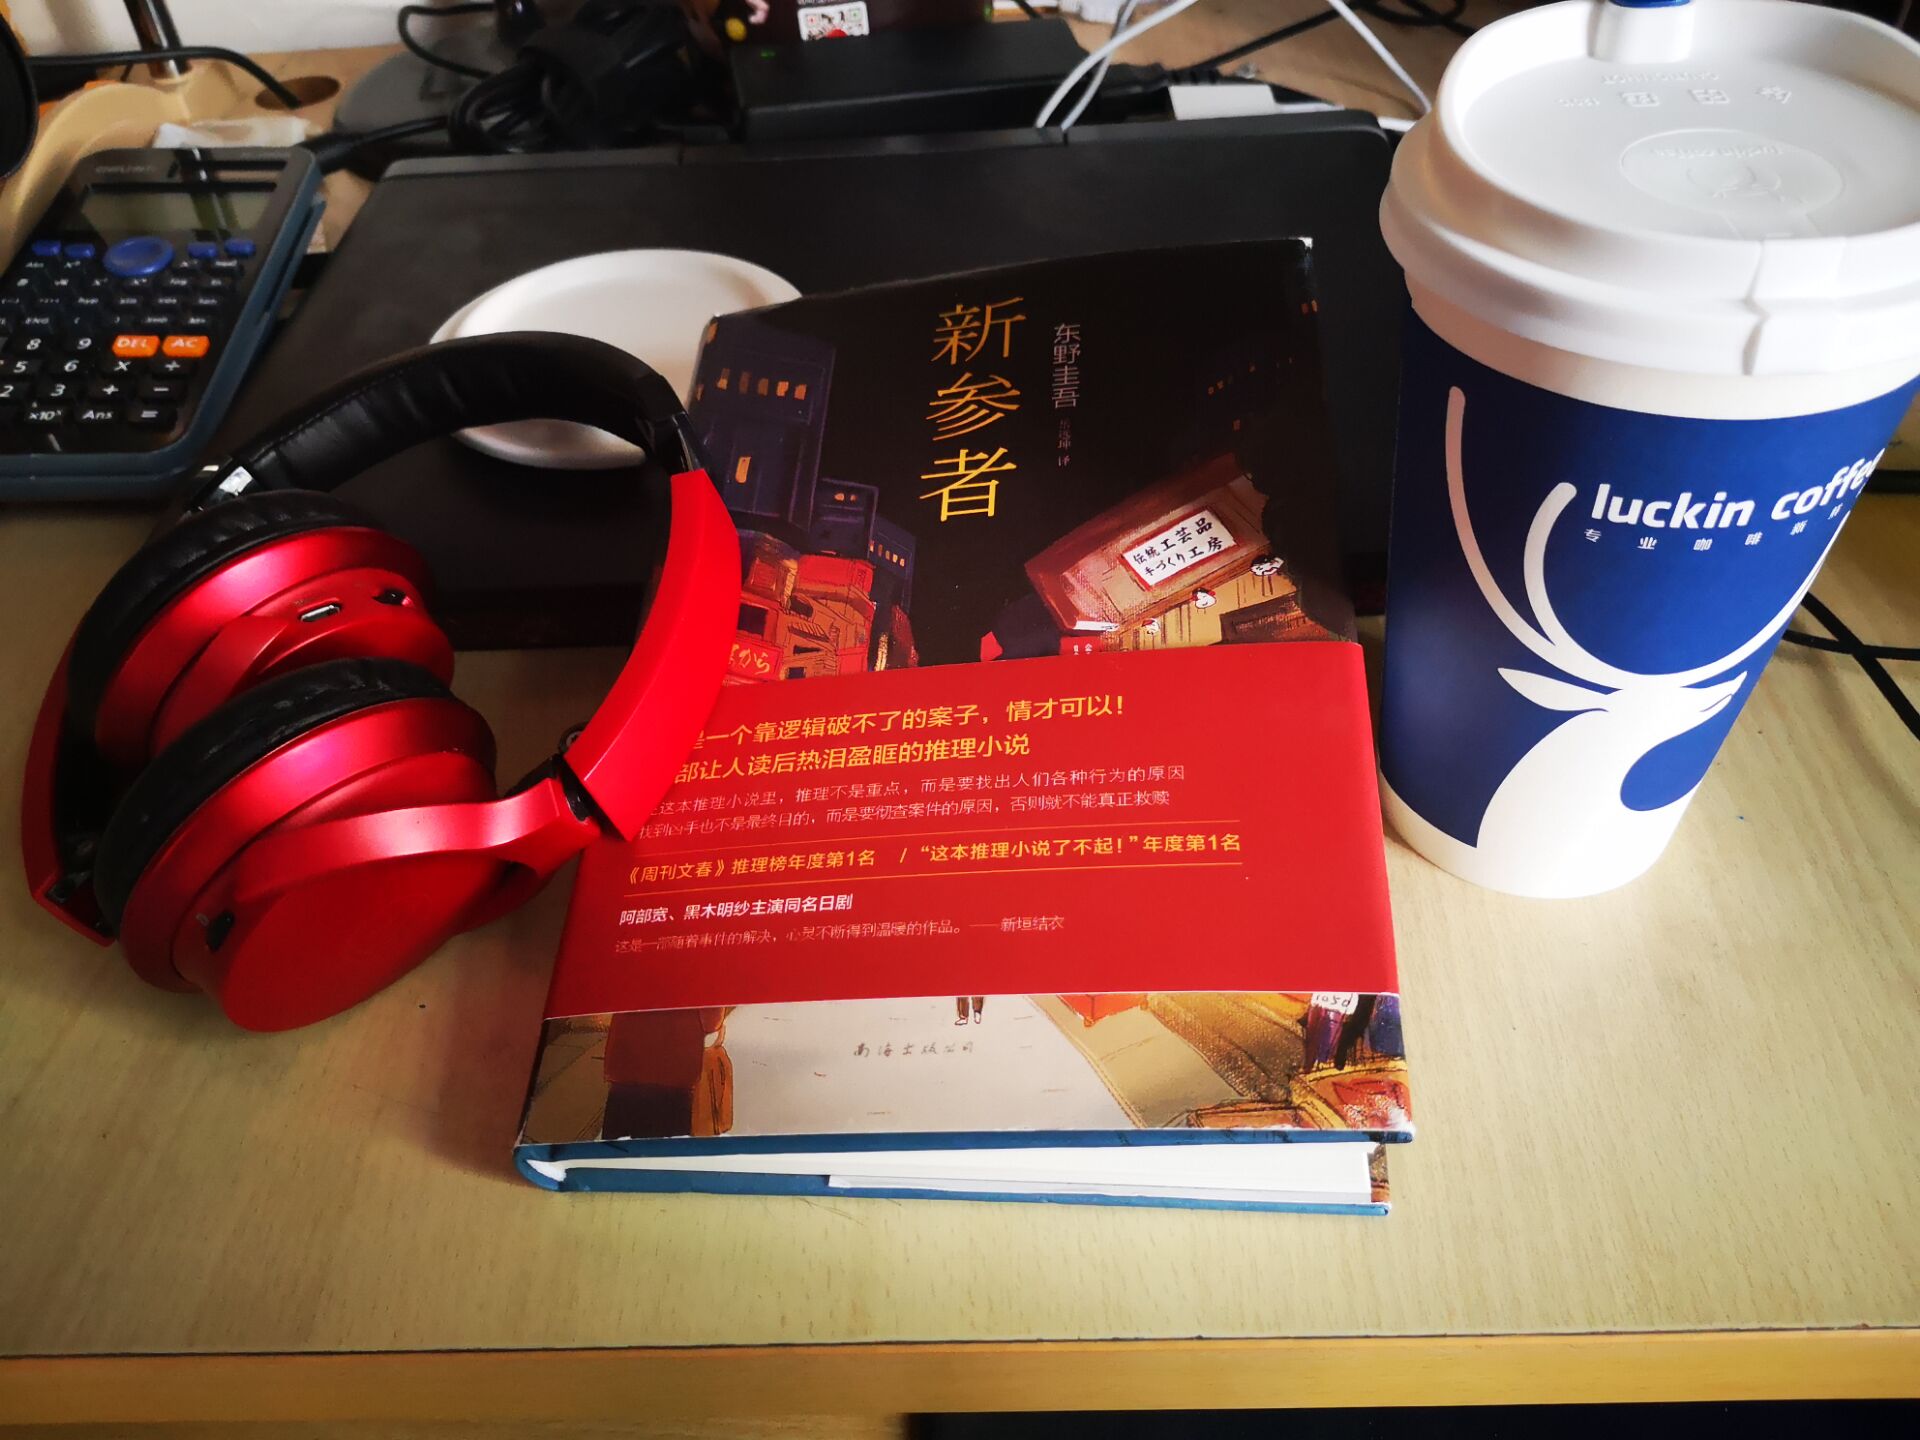 新参者
东野圭吾
译
伝統工芸品
手づくり工房
から
一个靠逻辑破不了的案子，情才可以！
部让人读后热泪盈眶的推理小说
这本推理小说里，推理不是重点，而是要找出人们各种行为的原因
找到凶手也不是最终目的，而是要彻查案件的原因，否则就不能真正救赎
《周刊文春》推理榜年度第1名 / “这本推理小说了不起！”年度第1名
阿部宽、黑木明纱主演同名日剧
这是一部随着事件的解决，心灵不断得到温暖的作品。——新垣结衣
1050
南海出版公司
luckin coffee
专业咖啡新
luckin coffee
CAUTION HOT
8 9 DEL AC
5 6 × ÷
2 3 + −
Ans =